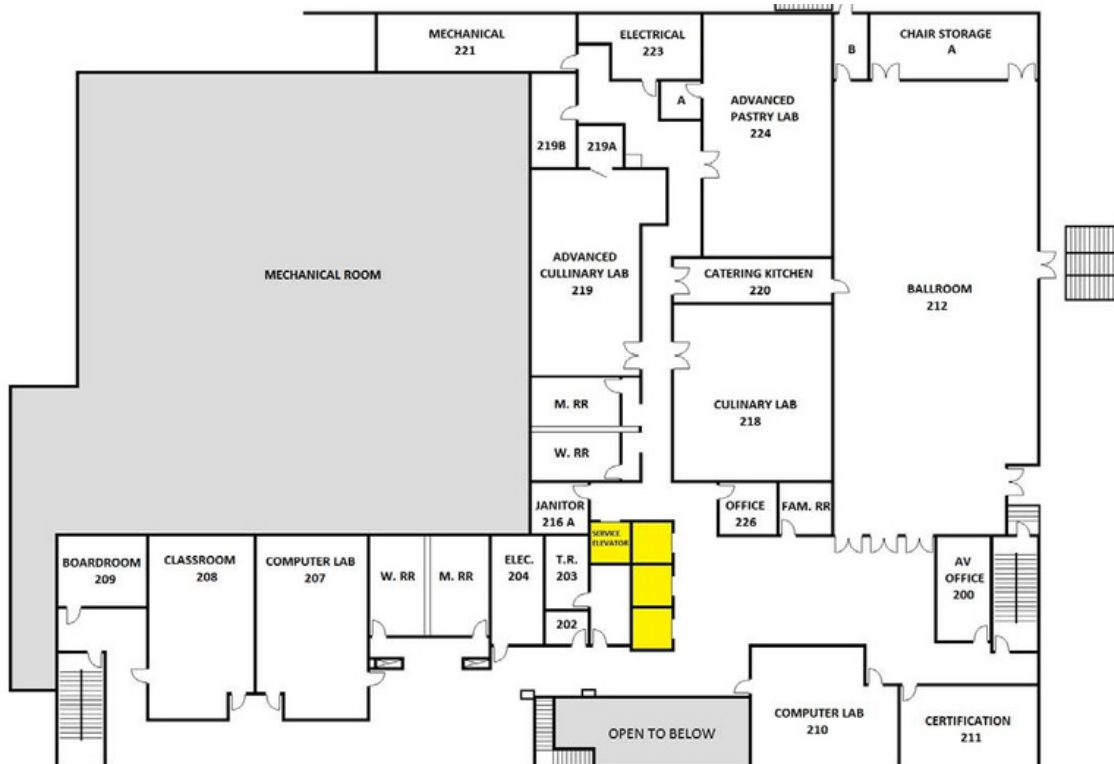 MECHANICAL
221
ELECTRICAL
223
B
CHAIR STORAGE
A
A
ADVANCED
PASTRY LAB
224
219B
219A
MECHANICAL ROOM
ADVANCED
CULLINARY LAB
219
CATERING KITCHEN
220
BALLROOM
212
M. RR
CULINARY LAB
218
W. RR
JANITOR
216 A
OFFICE
226
FAM. RR
SERVICE
ELEVATOR
BOARDROOM
209
CLASSROOM
208
COMPUTER LAB
207
W. RR
M. RR
ELEC.
204
T.R.
203
202
AV
OFFICE
200
OPEN TO BELOW
COMPUTER LAB
210
CERTIFICATION
211